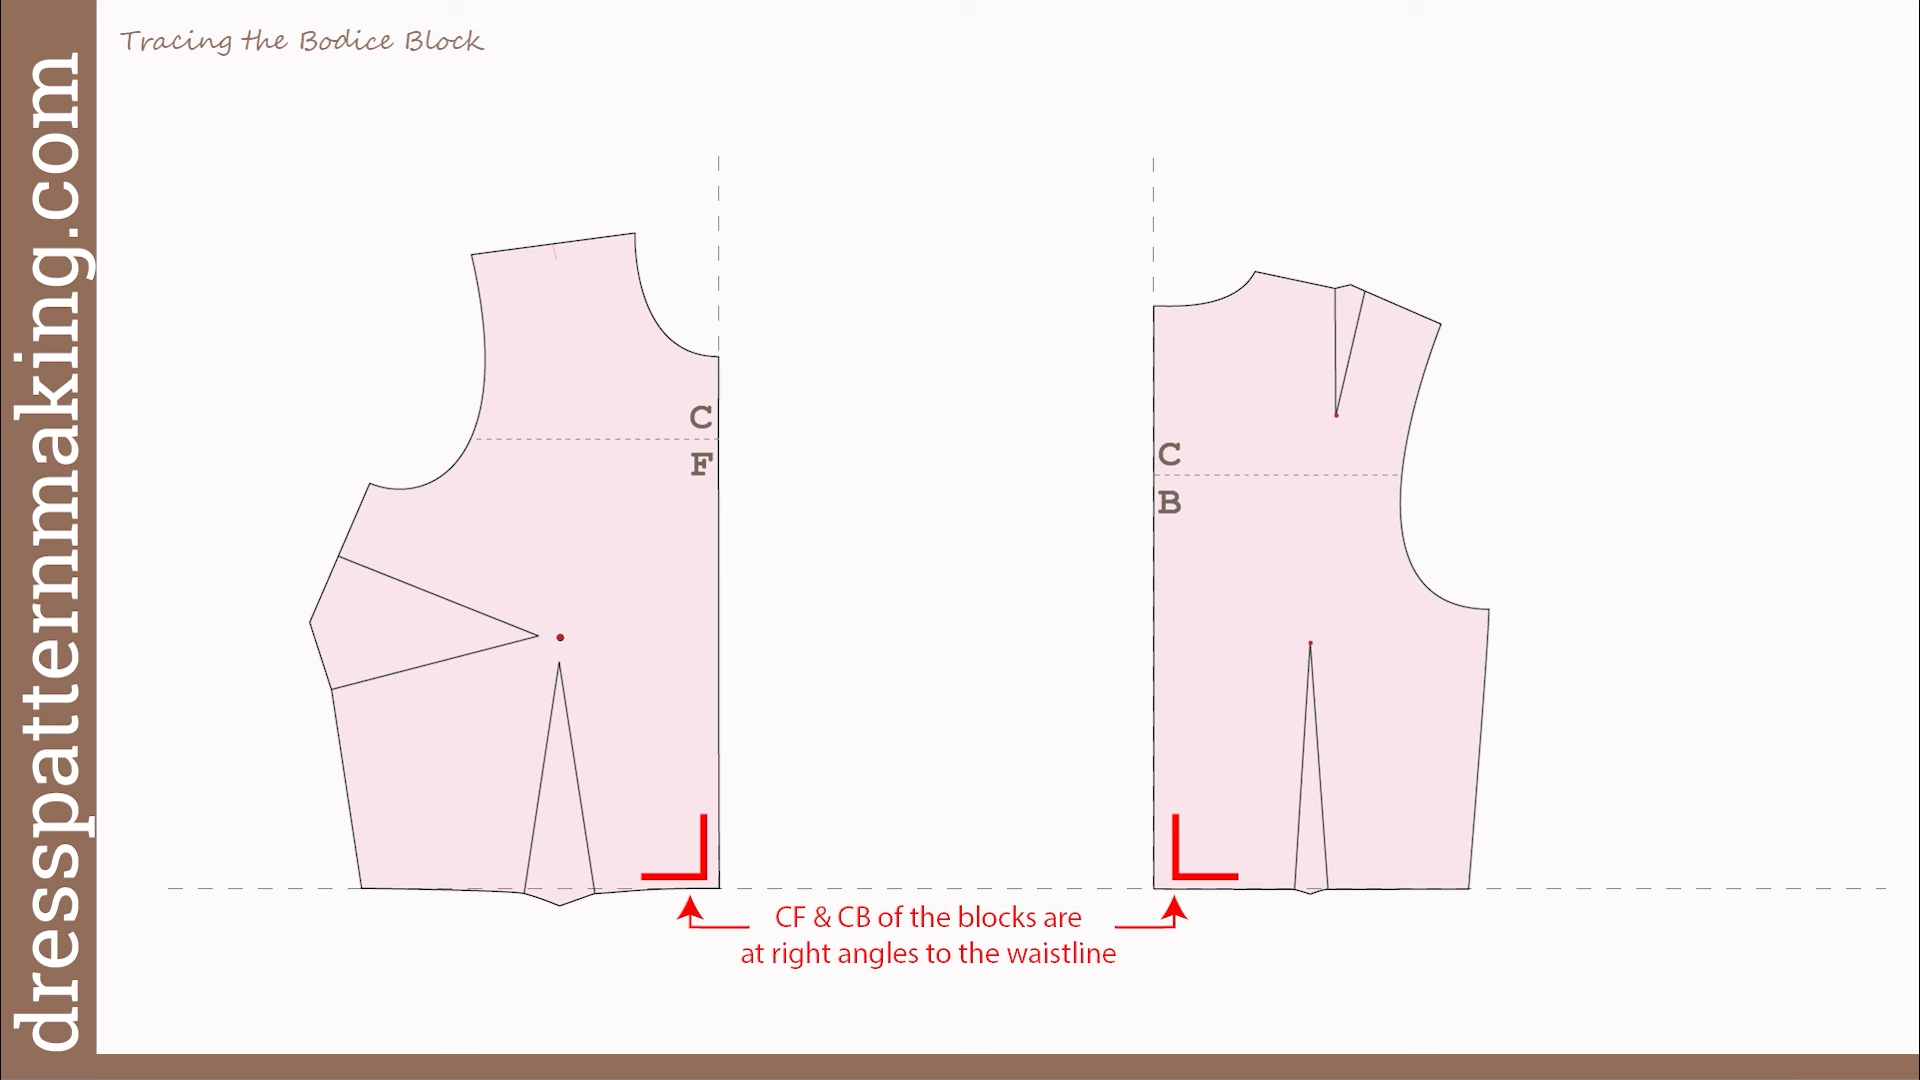 dresspatternmaking.com
Tracing the Bodice Block
C
F
C
B
CF & CB of the blocks are
at right angles to the waistline